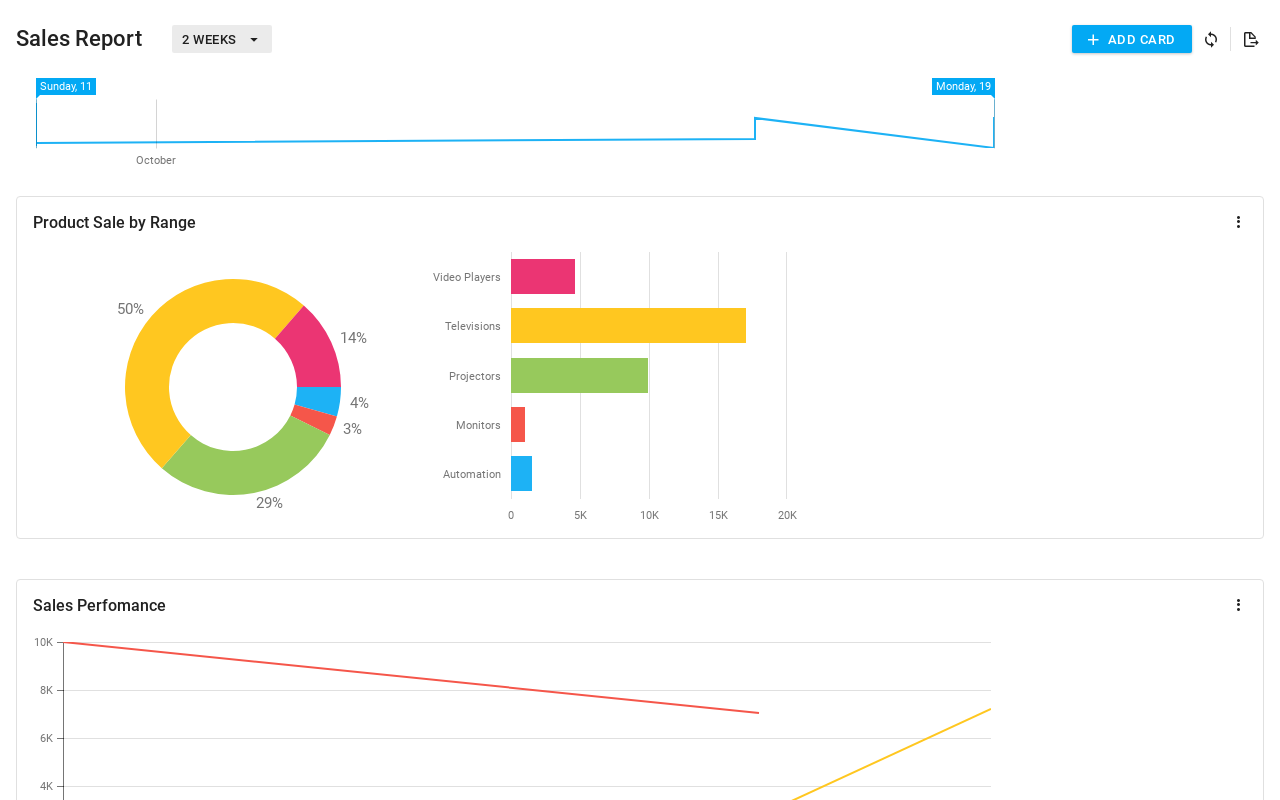 Sales Report
2 WEEKS
ADD CARD
Sunday, 11
Monday, 19
October
Product Sale by Range
50%
14%
4%
3%
29%
Video Players
Televisions
Projectors
Monitors
Automation
0
5K
10K
15K
20K
Sales Perfomance
10K
8K
6K
4K